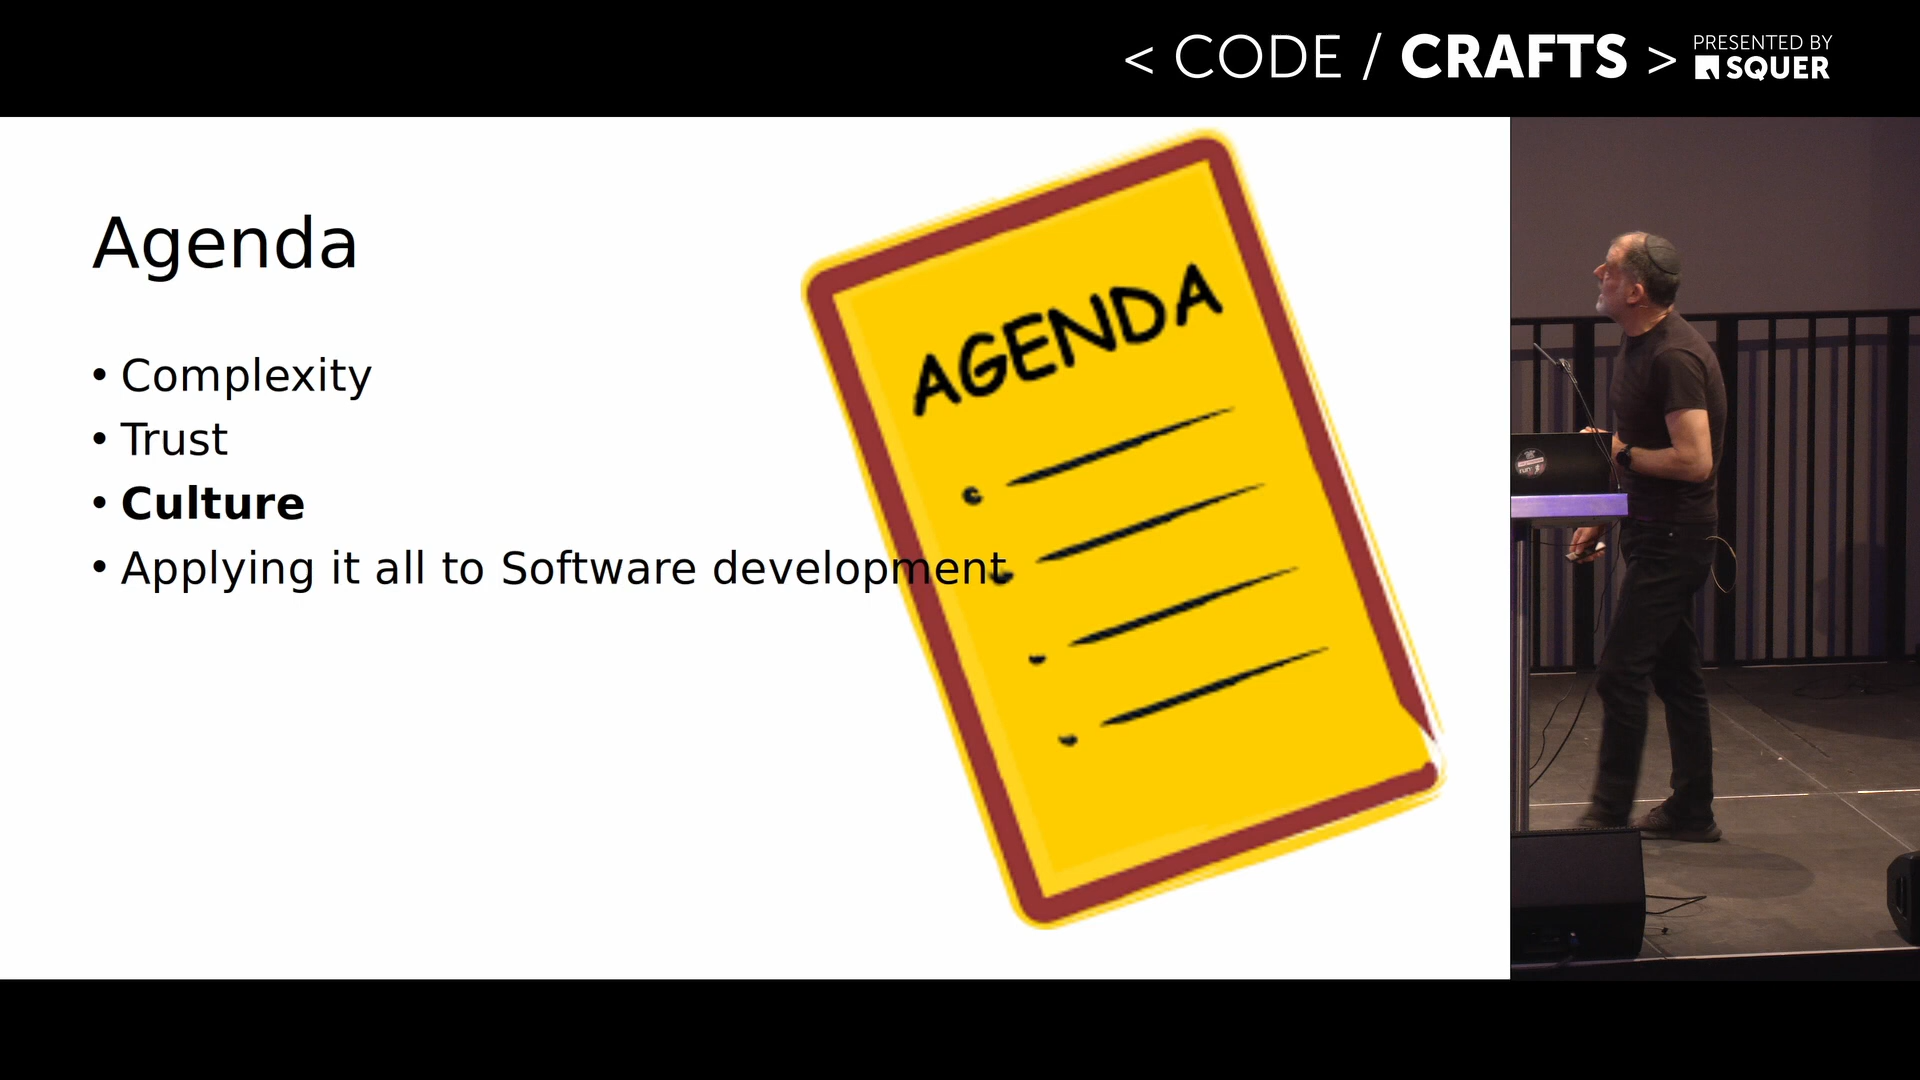 < CODE / CRAFTS >
PRESENTED BY
SQUER
Agenda
• Complexity
• Trust
• Culture
• Applying it all to Software development
AGENDA